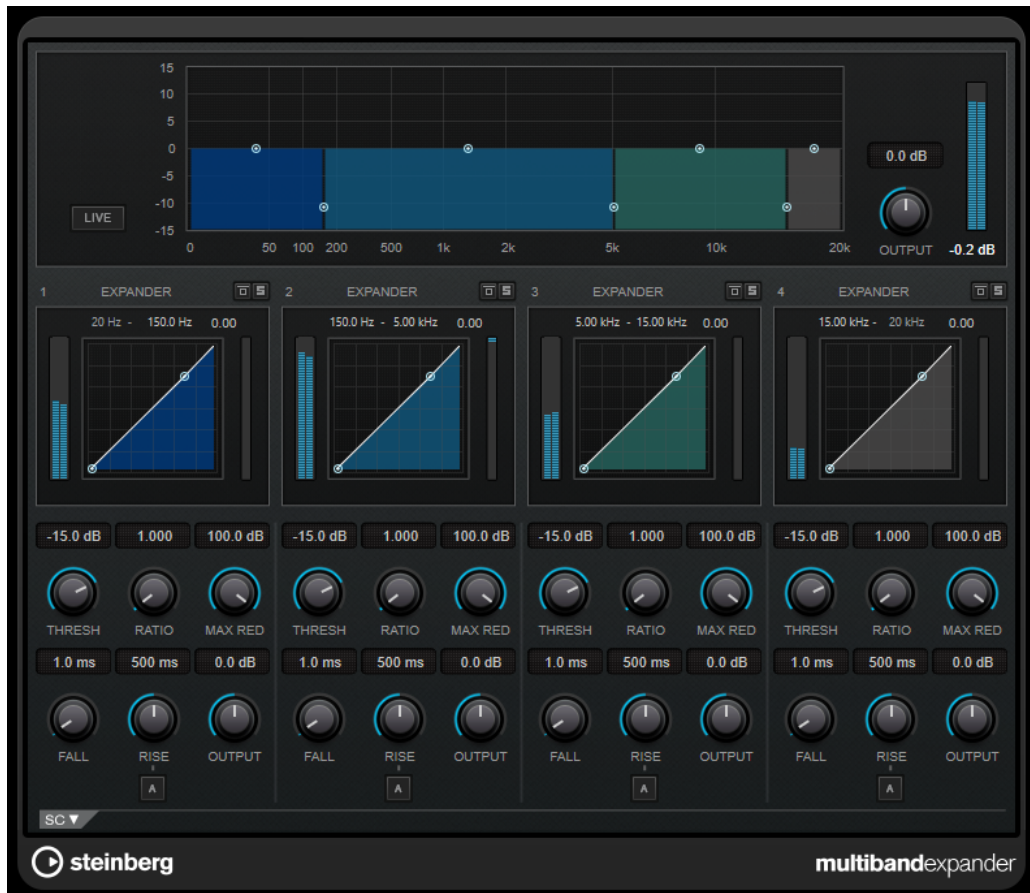 15
10
5
0
-5
-10
-15
LIVE
0 50 100 200 500 1k 2k 5k 10k 20k
0.0 dB
OUTPUT -0.2 dB
1 EXPANDER S 2 EXPANDER S 3 EXPANDER S 4 EXPANDER S
20 Hz - 150.0 Hz 0.00 150.0 Hz - 5.00 kHz 0.00 5.00 kHz - 15.00 kHz 0.00 15.00 kHz - 20 kHz 0.00
-15.0 dB 1.000 100.0 dB -15.0 dB 1.000 100.0 dB -15.0 dB 1.000 100.0 dB -15.0 dB 1.000 100.0 dB
THRESH RATIO MAX RED THRESH RATIO MAX RED THRESH RATIO MAX RED THRESH RATIO MAX RED
1.0 ms 500 ms 0.0 dB 1.0 ms 500 ms 0.0 dB 1.0 ms 500 ms 0.0 dB 1.0 ms 500 ms 0.0 dB
FALL RISE OUTPUT FALL RISE OUTPUT FALL RISE OUTPUT FALL RISE OUTPUT
A A A A
SC ▼
steinberg multibandexpander